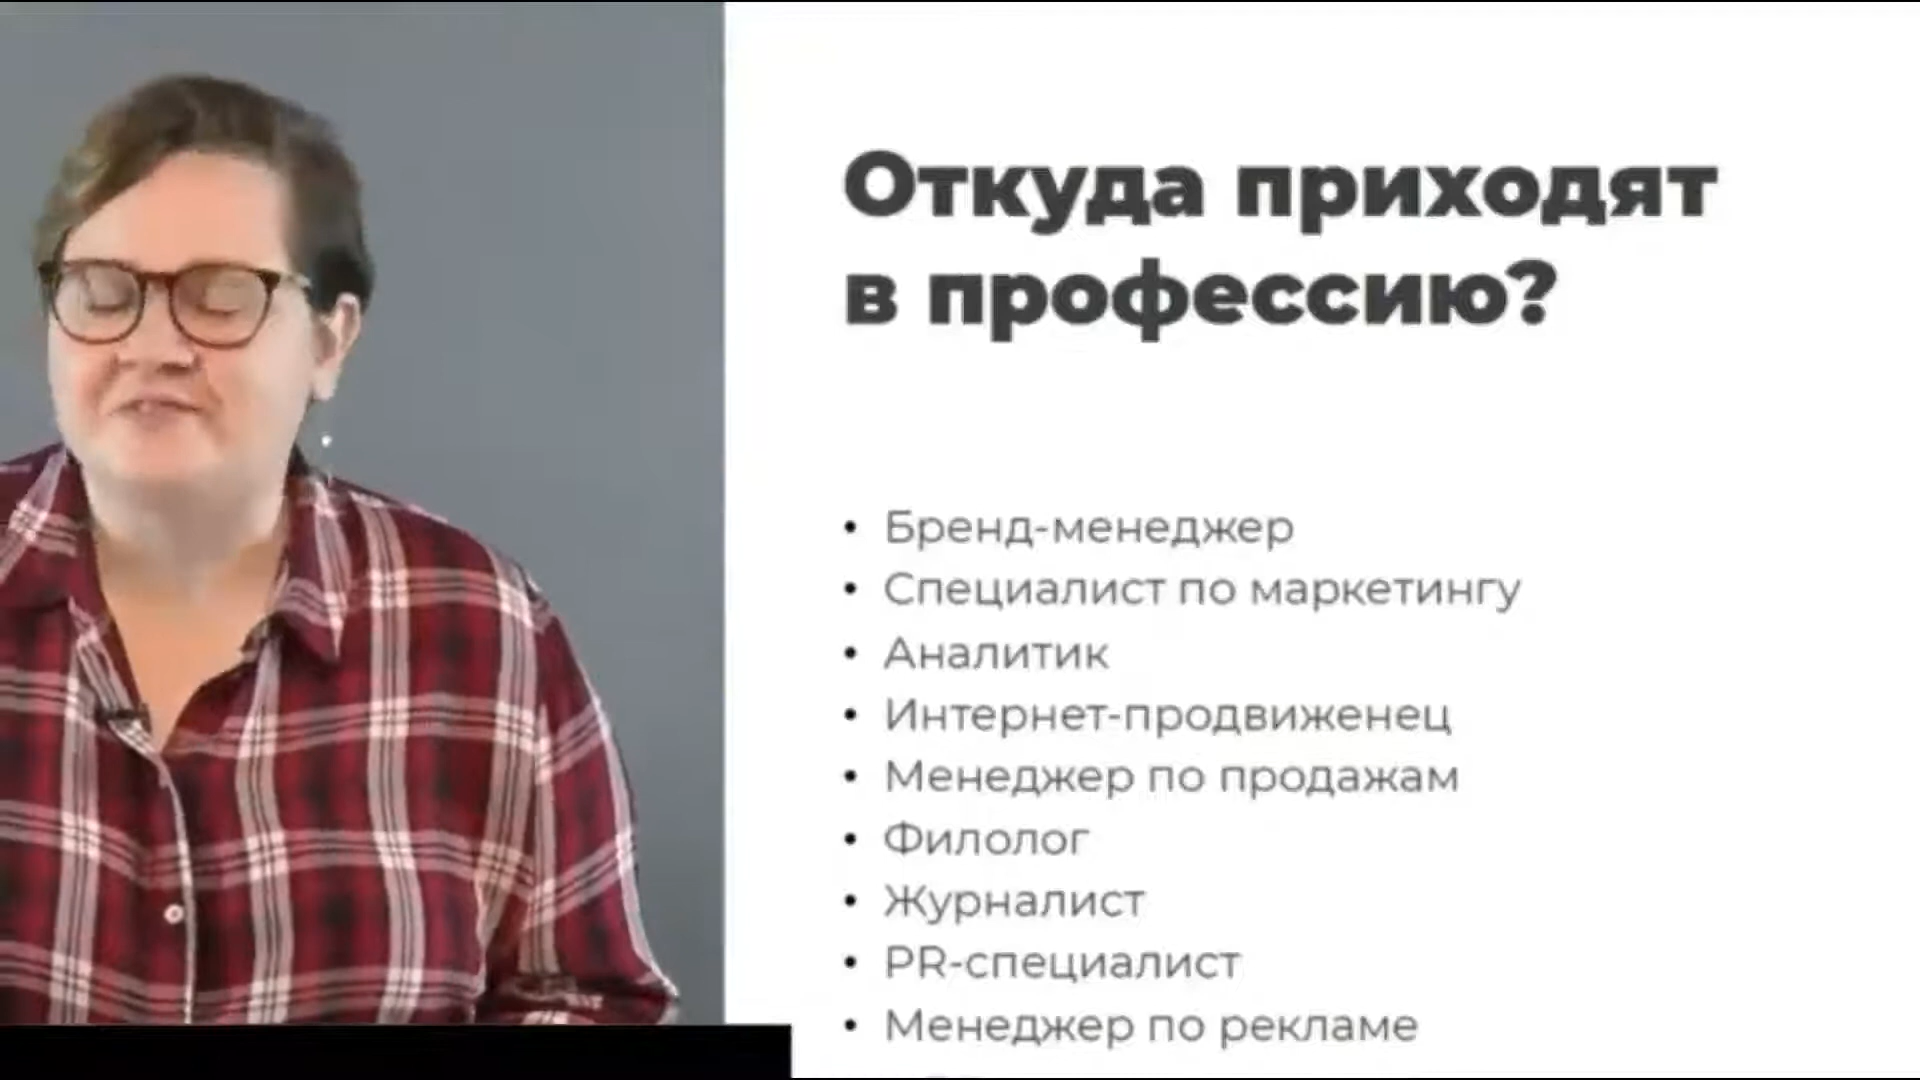 Откуда приходят
в профессию?
• Бренд-менеджер
• Специалист по маркетингу
• Аналитик
• Интернет-продвиженец
• Менеджер по продажам
• Филолог
• Журналист
• PR-специалист
• Менеджер по рекламе